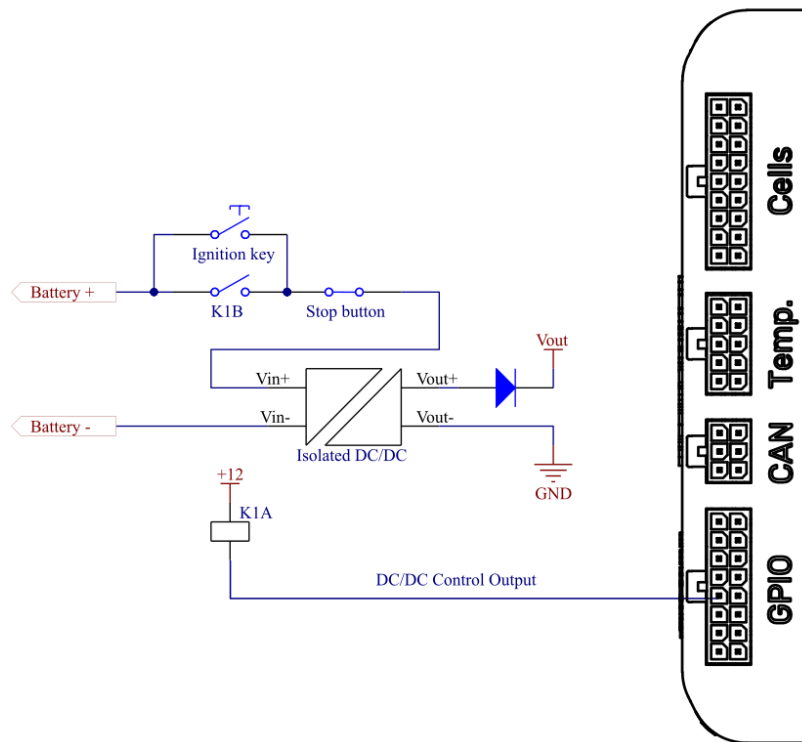 Cells
Ignition key
Battery +
K1B
Stop button
Temp.
Vout
Vin+
Vout+
Vin-
Vout-
Battery -
Isolated DC/DC
CAN
+12
GND
K1A
DC/DC Control Output
GPIO